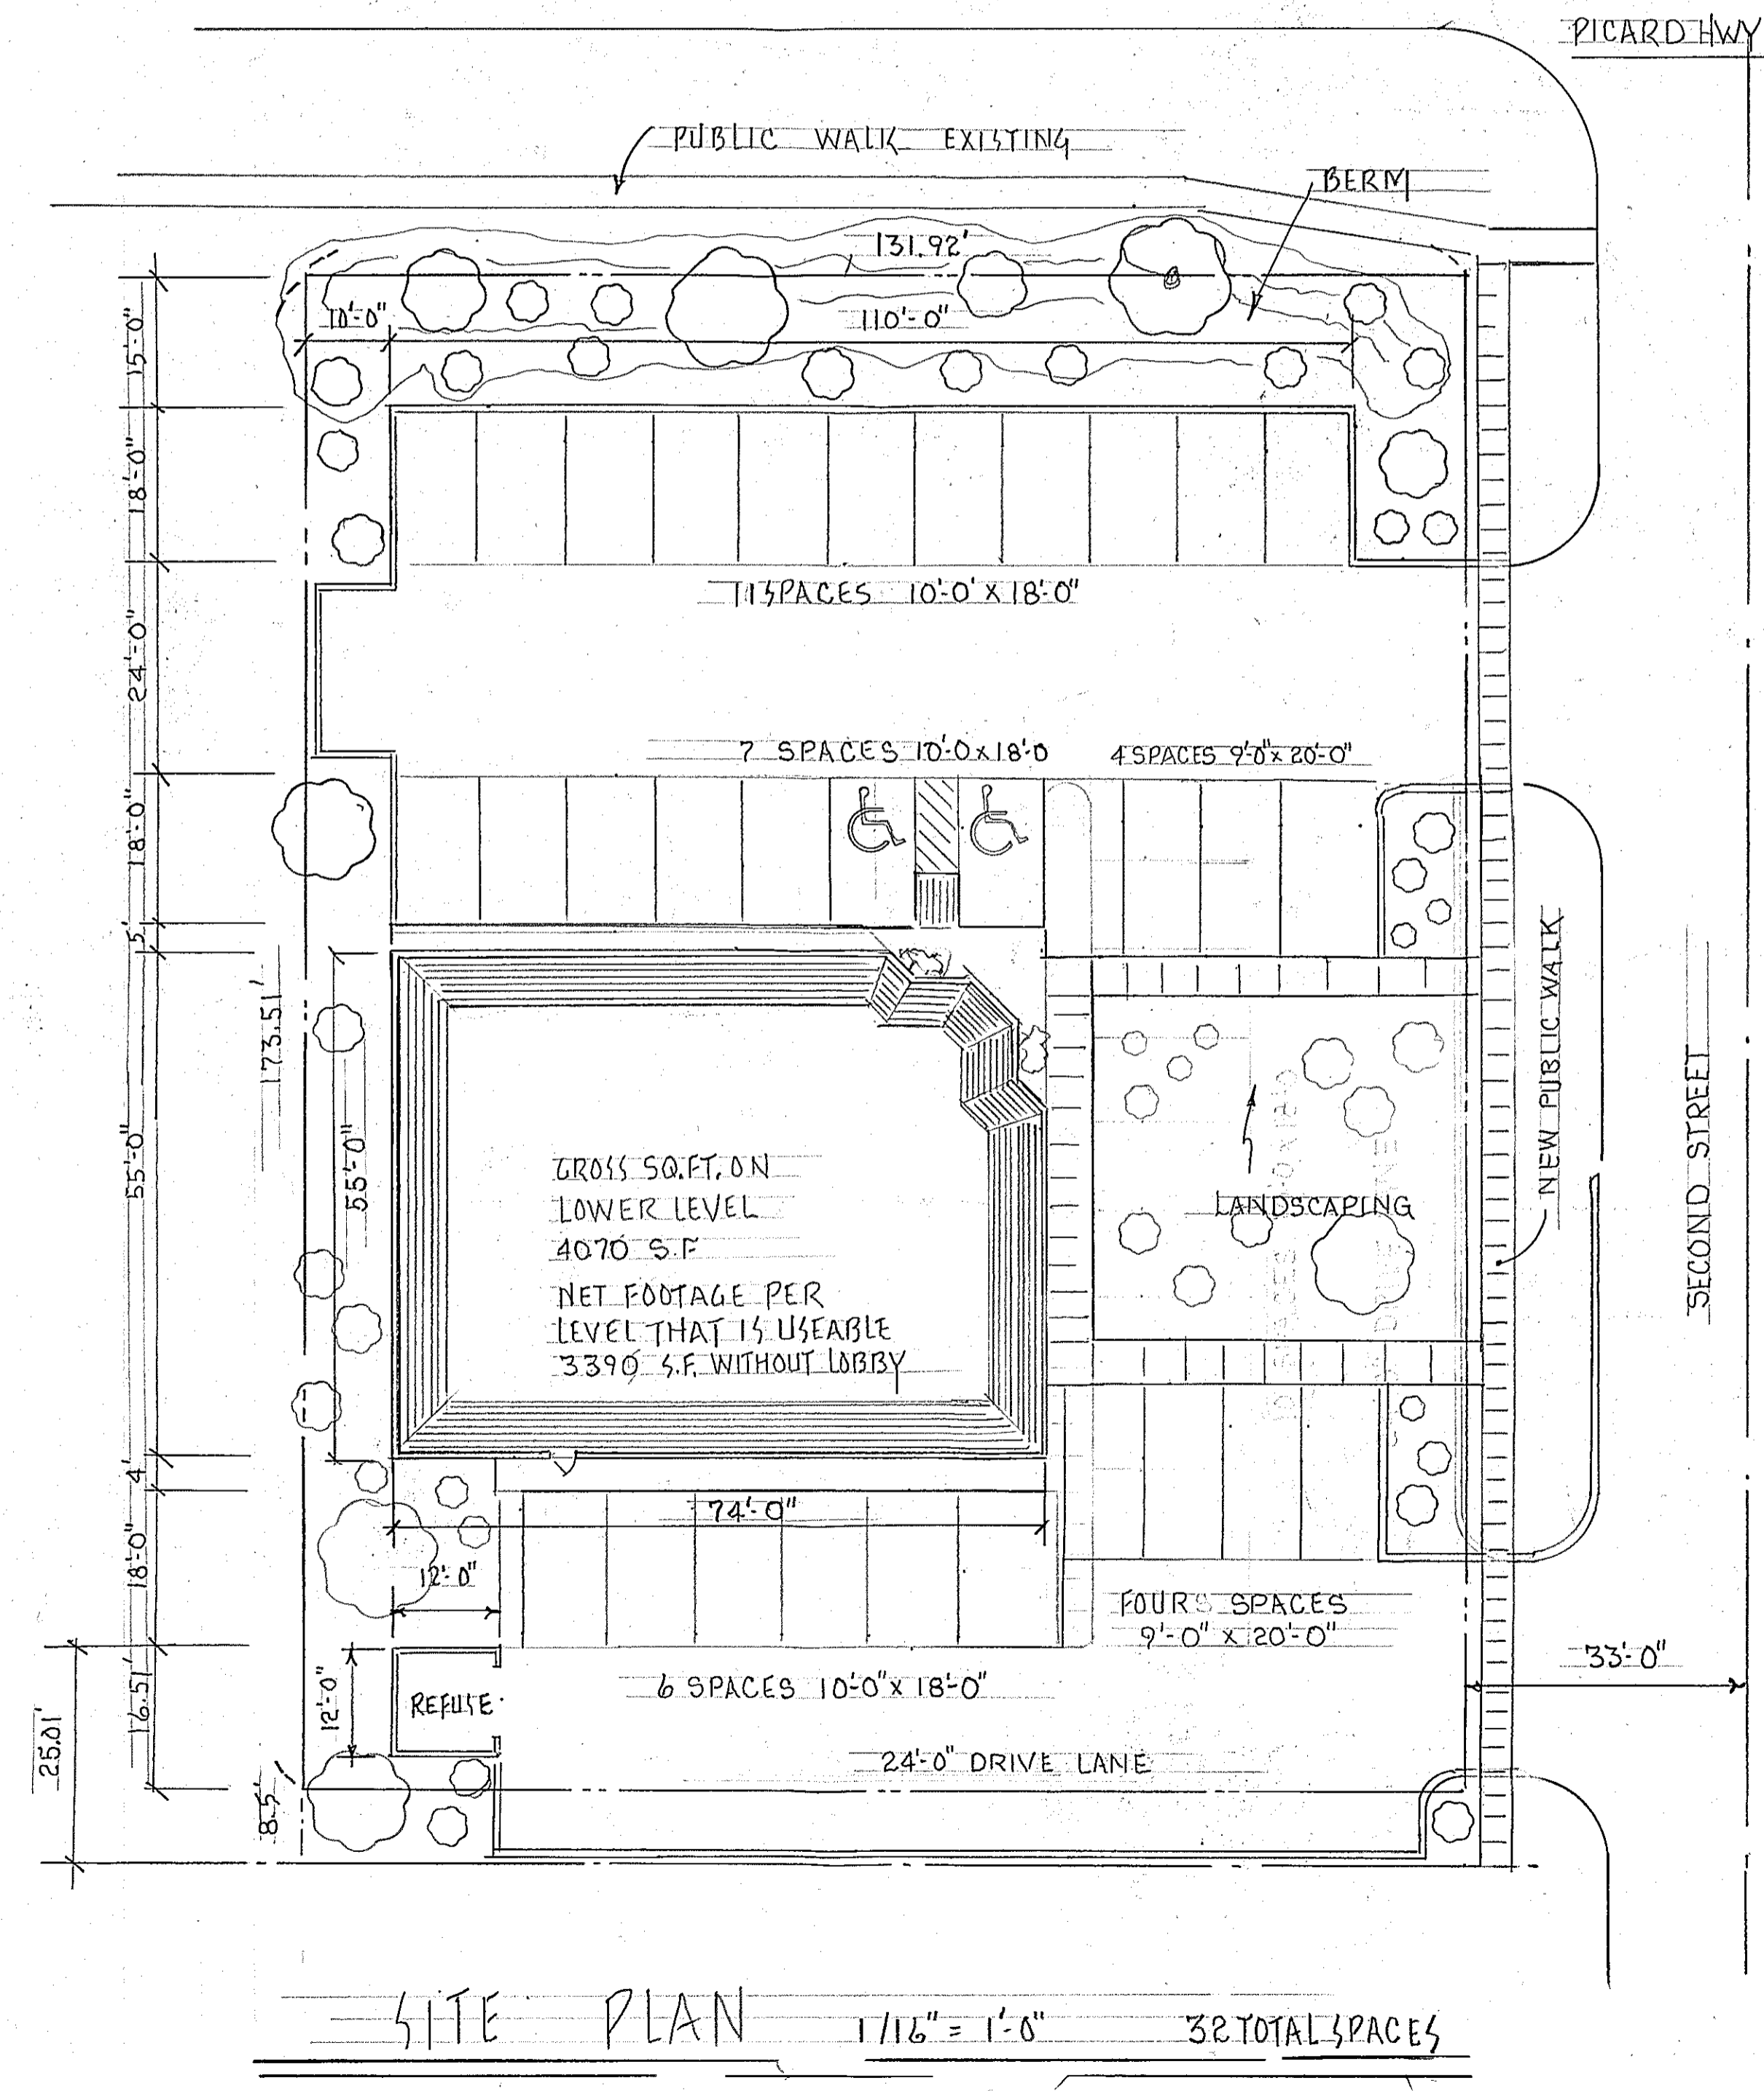 PICARD HWY
PUBLIC WALK EXISTING
BERM
131.92'
10'-0"
110'-0"
15'-0"
18'-0"
11 SPACES 10'-0' X 18'-0"
24'-0"
7 SPACES 10'-0 x 18'-0
4 SPACES 9'-0" x 20'-0"
18'-0"
5'
173.51'
55'-0"
55'-0"
GROSS SQ.FT. ON
LOWER LEVEL
4070 S.F
NET FOOTAGE PER
LEVEL THAT IS USEABLE
3390 S.F. WITHOUT LOBBY
LANDSCAPING
NEW PUBLIC WALK
SECOND STREET
4'
74'-0"
18'-0"
12'-0"
FOUR SPACES
9'-0" X 20'-0"
33'-0"
25.01'
16.51'
12'-0"
REFUSE
6 SPACES 10'-0" X 18'-0"
24'-0" DRIVE LANE
8.5'
SITE PLAN 1/16" = 1'-0" 32 TOTAL SPACES